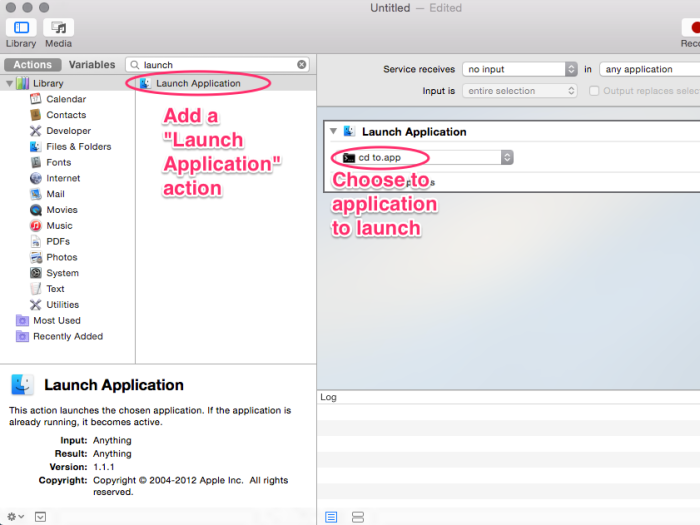 Untitled — Edited
Library Media
Reco
Actions Variables launch
Library
Calendar
Contacts
Developer
Files & Folders
Fonts
Internet
Mail
Movies
Music
PDFs
Photos
System
Text
Utilities
Most Used
Recently Added
Launch Application
Add a
"Launch
Application"
action
Service receives no input in any application
Input is entire selection Output replaces selec
Launch Application
cd to.app
Choose to
application
to launch
Launch Application
This action launches the chosen application. If the application is
already running, it becomes active.
Input: Anything
Result: Anything
Version: 1.1.1
Copyright: Copyright © 2004-2012 Apple Inc. All rights
reserved.
Log